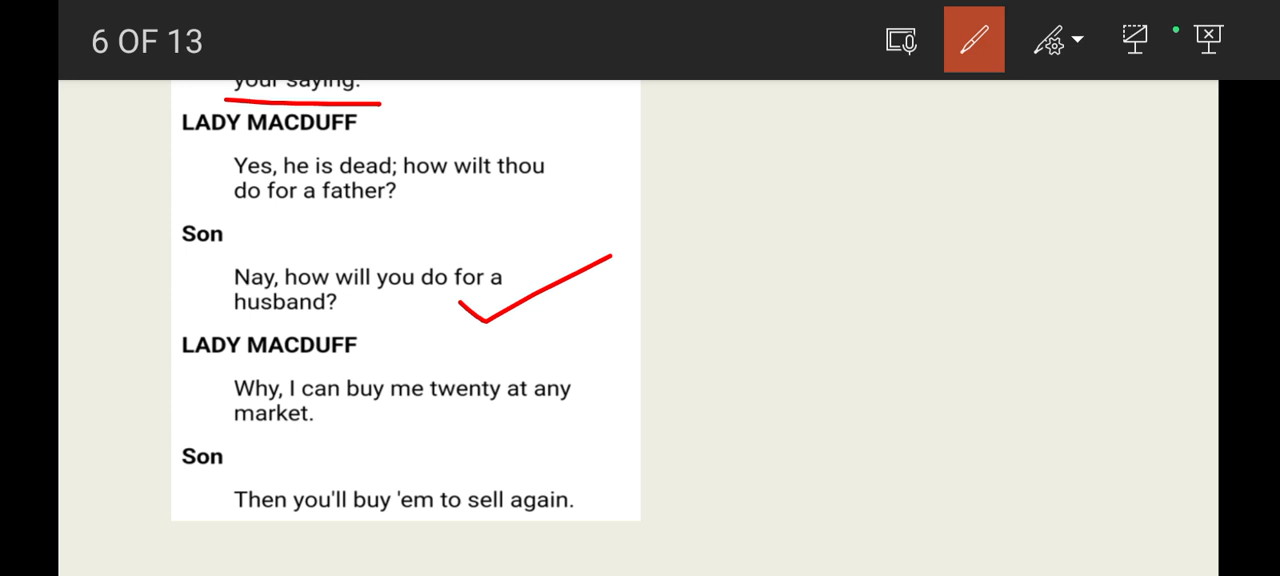 6 OF 13
your saying.
LADY MACDUFF
Yes, he is dead; how wilt thou
do for a father?
Son
Nay, how will you do for a
husband?
LADY MACDUFF
Why, I can buy me twenty at any
market.
Son
Then you'll buy 'em to sell again.